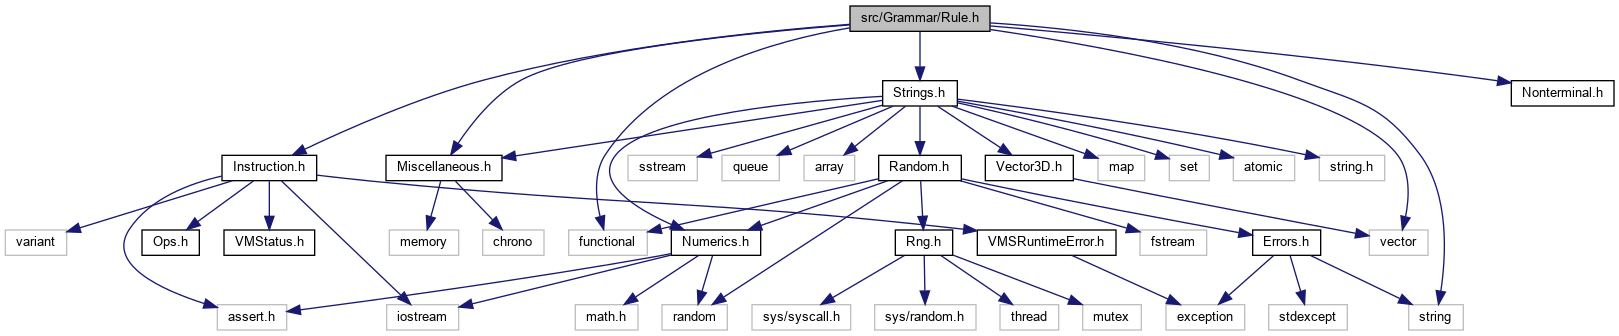 src/Grammar/Rule.h
Strings.h
Nonterminal.h
Instruction.h
Miscellaneous.h
sstream
queue
array
Random.h
Vector3D.h
map
set
atomic
string.h
variant
Ops.h
VMStatus.h
memory
chrono
functional
Numerics.h
Rng.h
VMSRuntimeError.h
fstream
Errors.h
vector
assert.h
iostream
math.h
random
sys/syscall.h
sys/random.h
thread
mutex
exception
stdexcept
string